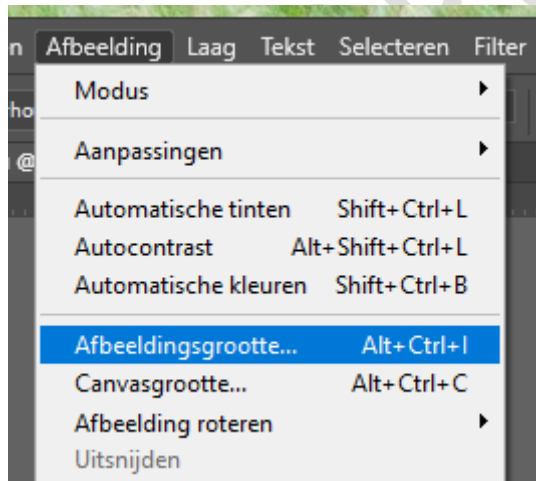 n Afbeelding Laag Tekst Selecteren Filter
Modus
rho
Aanpassingen
@
Automatische tinten Shift+Ctrl+L
Autocontrast Alt+Shift+Ctrl+L
Automatische kleuren Shift+Ctrl+B
Afbeeldingsgrootte... Alt+Ctrl+I
Canvasgrootte... Alt+Ctrl+C
Afbeelding roteren
Uitsnijden